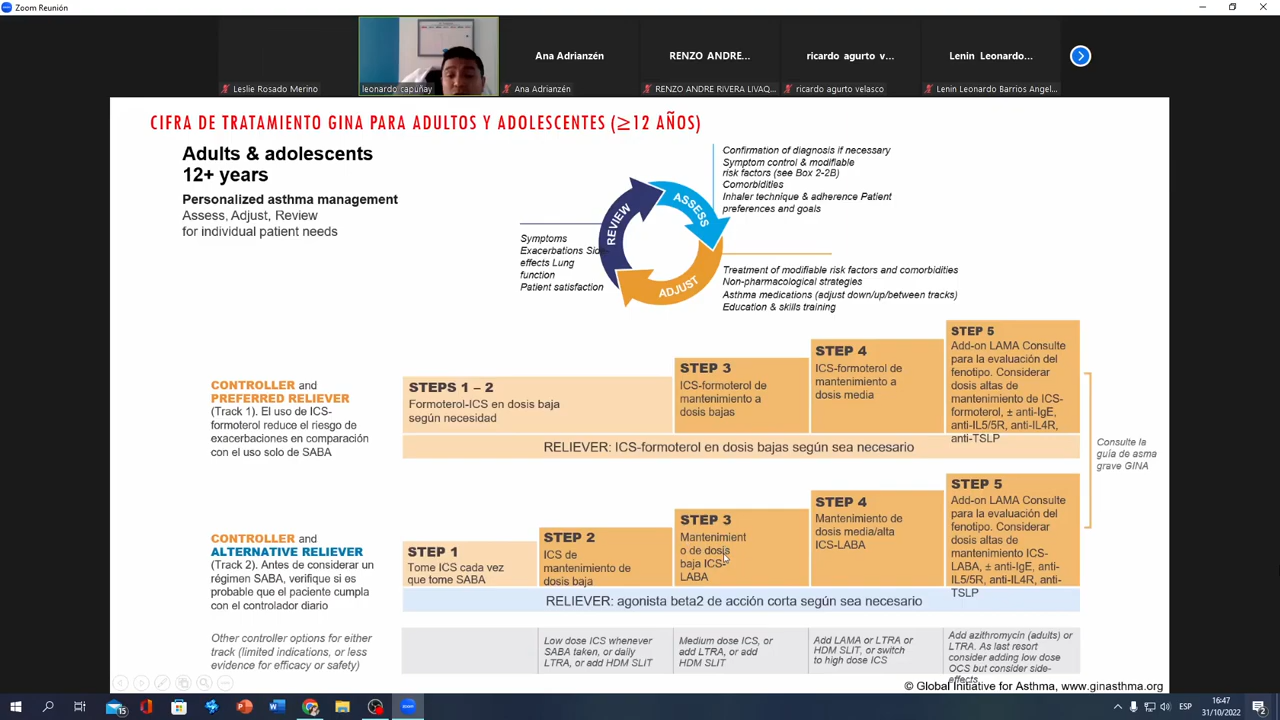 Zoom Reunión
Leslie Rosado Merino
leonardo capuñay
Ana Adrianzén
Ana Adrianzén
RENZO ANDRE...
RENZO ANDRE RIVERA LIVAQ...
ricardo agurto v...
ricardo agurto velasco
Lenin Leonardo...
Lenin Leonardo Barrios Angel...
CIFRA DE TRATAMIENTO GINA PARA ADULTOS Y ADOLESCENTES (≥12 AÑOS)
Adults & adolescents
12+ years
Personalized asthma management
Assess, Adjust, Review
for individual patient needs
Confirmation of diagnosis if necessary
Symptom control & modifiable
risk factors (see Box 2-2B)
Comorbidities
Inhaler technique & adherence Patient
preferences and goals
REVIEW
ASSESS
ADJUST
Symptoms
Exacerbations Side-
effects Lung
function
Patient satisfaction
Treatment of modifiable risk factors and comorbidities
Non-pharmacological strategies
Asthma medications (adjust down/up/between tracks)
Education & skills training
CONTROLLER and
PREFERRED RELIEVER
(Track 1). El uso de ICS-
formoterol reduce el riesgo de
exacerbaciones en comparación
con el uso solo de SABA
STEPS 1 – 2
Formoterol-ICS en dosis baja
según necesidad
STEP 3
ICS-formoterol de
mantenimiento a
dosis bajas
STEP 4
ICS-formoterol de
mantenimiento a
dosis media
STEP 5
Add-on LAMA Consulte
para la evaluación del
fenotipo. Considerar
dosis altas de
mantenimiento de ICS-
formoterol, ± anti-IgE,
anti-IL5/5R, anti-IL4R,
anti-TSLP
RELIEVER: ICS-formoterol en dosis bajas según sea necesario
Consulte la
guía de asma
grave GINA
CONTROLLER and
ALTERNATIVE RELIEVER
(Track 2). Antes de considerar un
régimen SABA, verifique si es
probable que el paciente cumpla
con el controlador diario
STEP 1
Tome ICS cada vez
que tome SABA
STEP 2
ICS de
mantenimiento de
dosis baja
STEP 3
Mantenimient
o de dosis
baja ICS-
LABA
STEP 4
Mantenimiento de
dosis media/alta
ICS-LABA
STEP 5
Add-on LAMA Consulte
para la evaluación del
fenotipo. Considerar
dosis altas de
mantenimiento ICS-
LABA, ± anti-IgE, anti-
IL5/5R, anti-IL4R, anti-
TSLP
RELIEVER: agonista beta2 de acción corta según sea necesario
Other controller options for either
track (limited indications, or less
evidence for efficacy or safety)
Low dose ICS whenever
SABA taken, or daily
LTRA, or add HDM SLIT
Medium dose ICS, or
add LTRA, or add
HDM SLIT
Add LAMA or LTRA or
HDM SLIT, or switch
to high dose ICS
Add azithromycin (adults) or
LTRA. As last resort
consider adding low dose
OCS but consider side-
effects
© Global Initiative for Asthma, www.ginasthma.org
15
ESP
16:47
31/10/2022
2